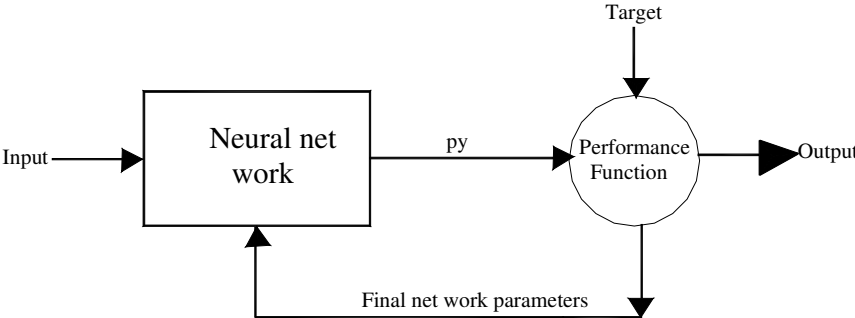 Target
Neural net
work
Input
py
Performance
Function
Output
Final net work parameters